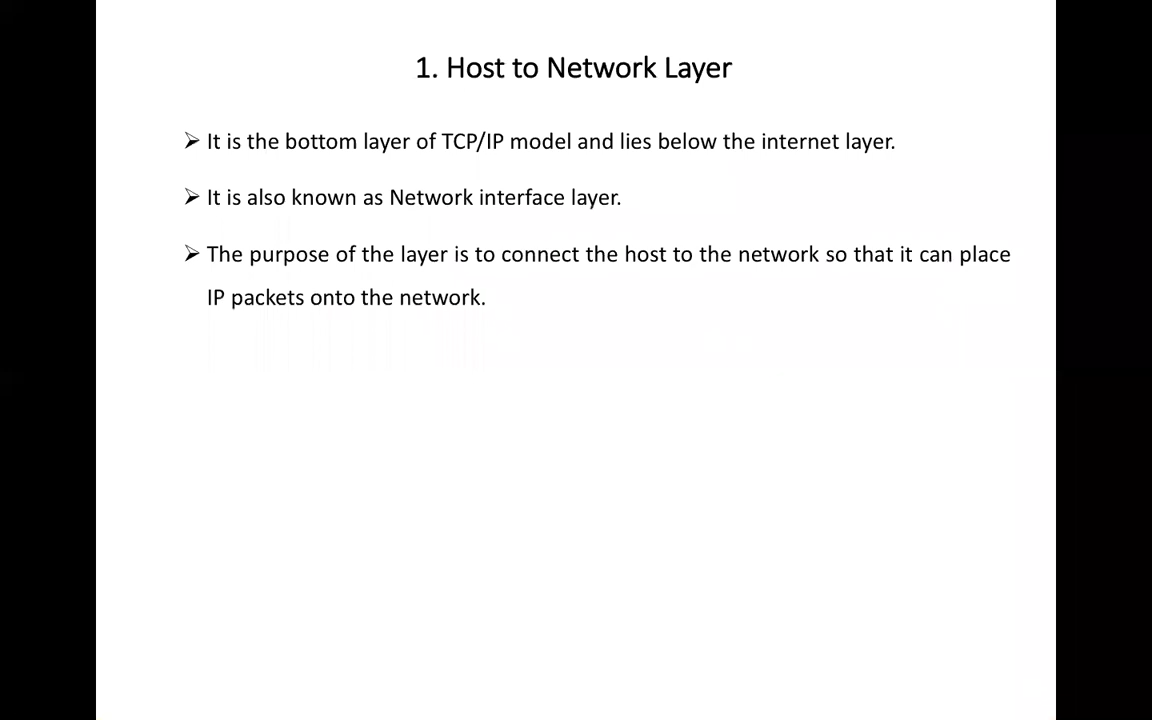 1. Host to Network Layer
➢ It is the bottom layer of TCP/IP model and lies below the internet layer.
➢ It is also known as Network interface layer.
➢ The purpose of the layer is to connect the host to the network so that it can place
IP packets onto the network.